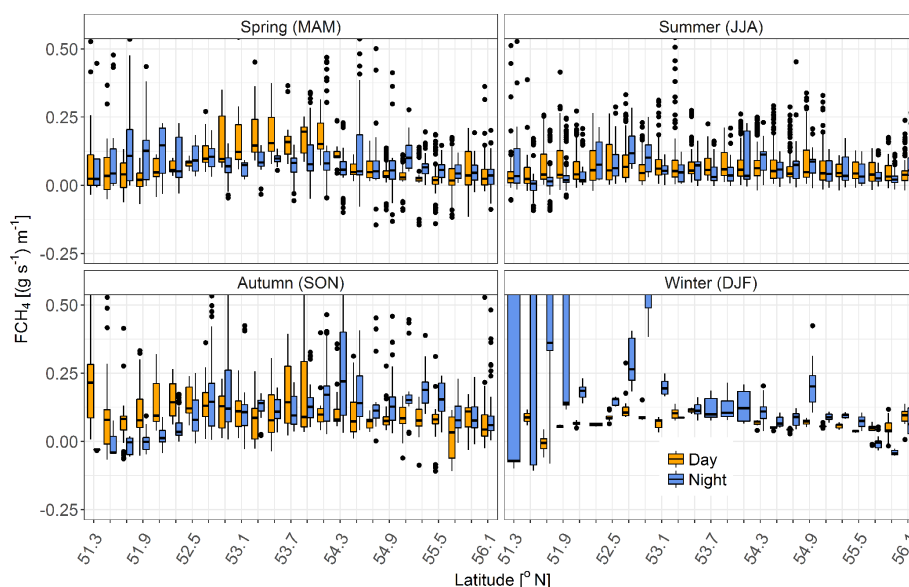 Spring (MAM)
Summer (JJA)
0.50
0.25
0.00
-0.25
Autumn (SON)
Winter (DJF)
0.50
0.25
0.00
-0.25
FCH₄ [(g s⁻¹) m⁻¹]
Day
Night
51.3 51.9 52.5 53.1 53.7 54.3 54.9 55.5 56.1 51.3 51.9 52.5 53.1 53.7 54.3 54.9 55.5 56.1
Latitude [° N]